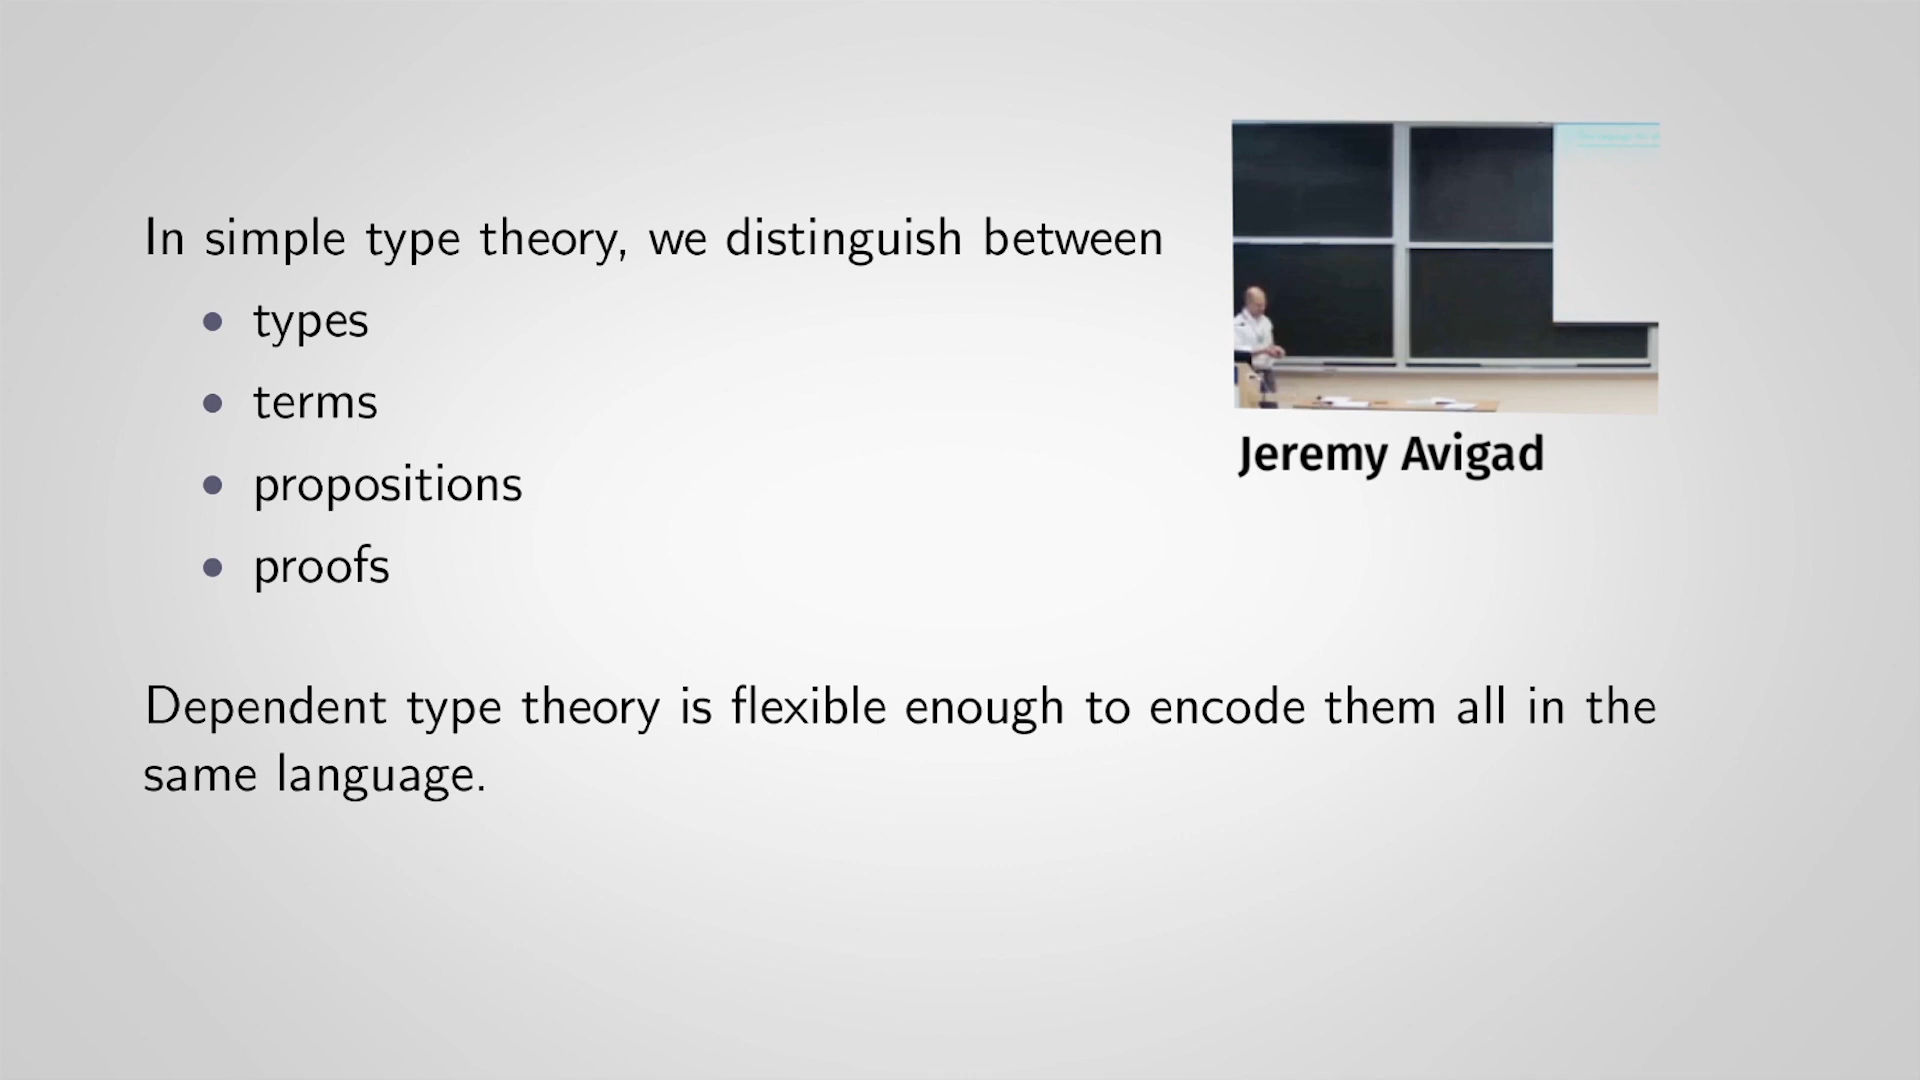 In simple type theory, we distinguish between
• types
• terms
• propositions
• proofs
Jeremy Avigad
Dependent type theory is flexible enough to encode them all in the
same language.